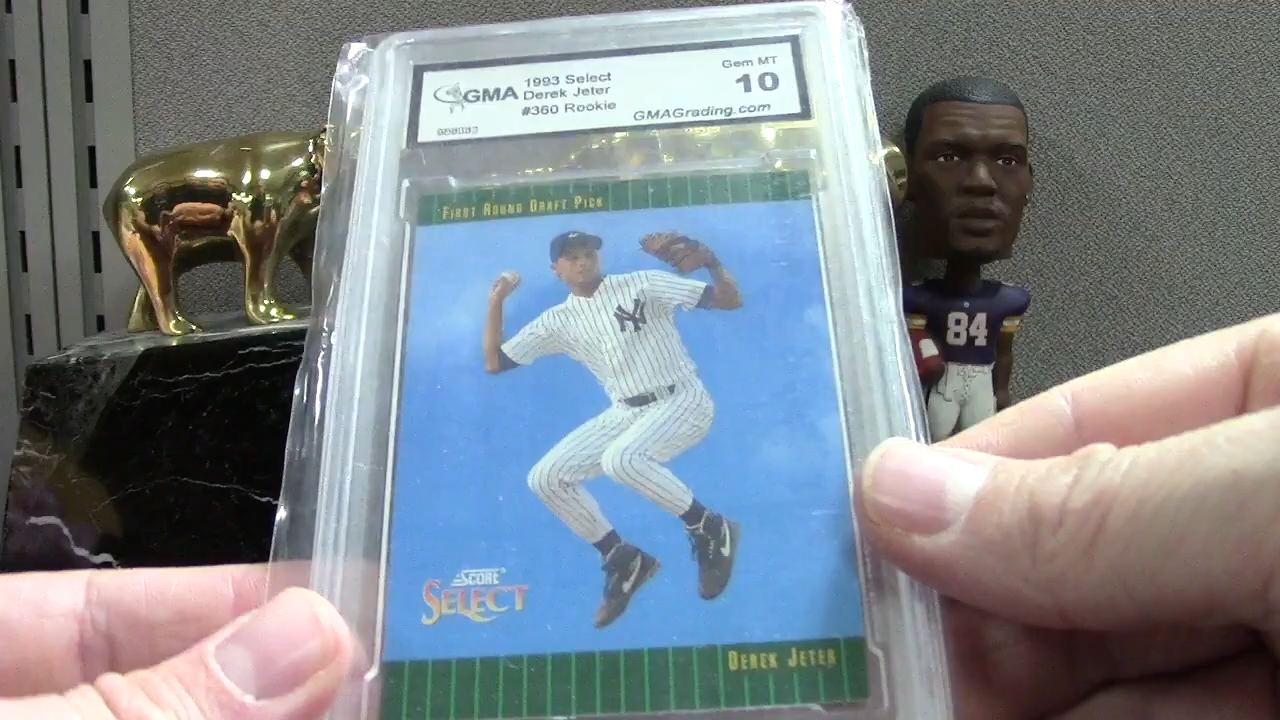 GMA
1993 Select
Derek Jeter
#360 Rookie
Gem MT
10
GMAGrading.com
First Round Draft Pick
NY
84
Score
Select
Derek Jeter